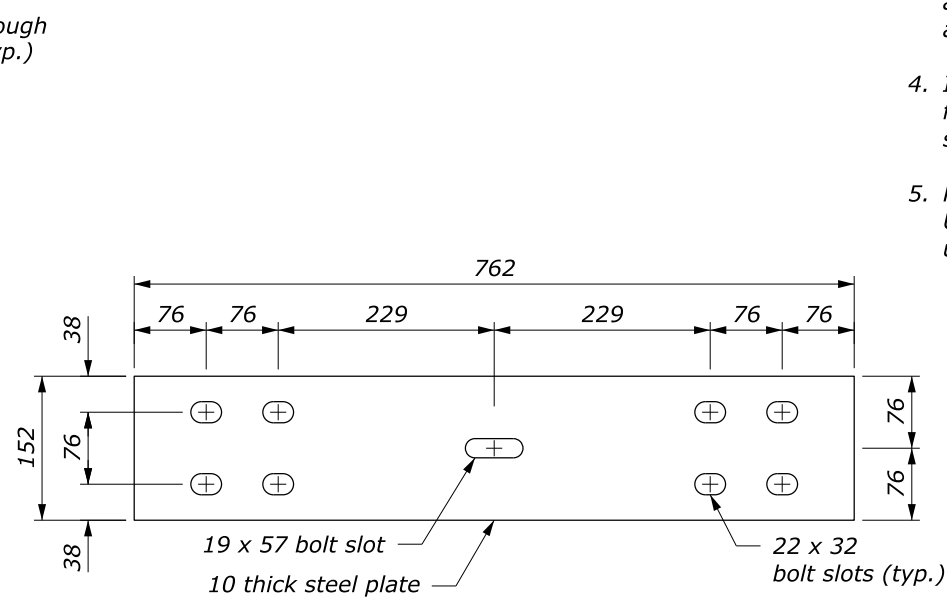 ough
yp.)
4.
5.
762
76 76 229 229 76 76
38
152
76
38
76
76
19 x 57 bolt slot
10 thick steel plate
22 x 32
bolt slots (typ.)